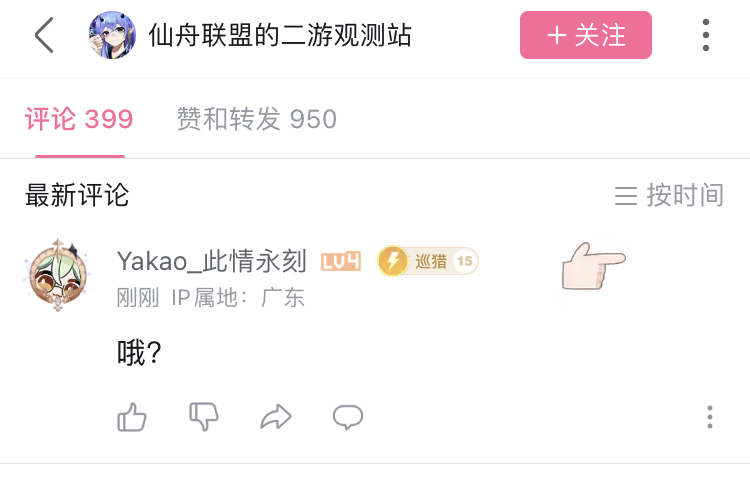 仙舟联盟的二游观测站
+ 关注
评论 399
赞和转发 950
最新评论
按时间
Yakao_此情永刻 LV4 巡猎 15
刚刚 IP属地：广东
哦?